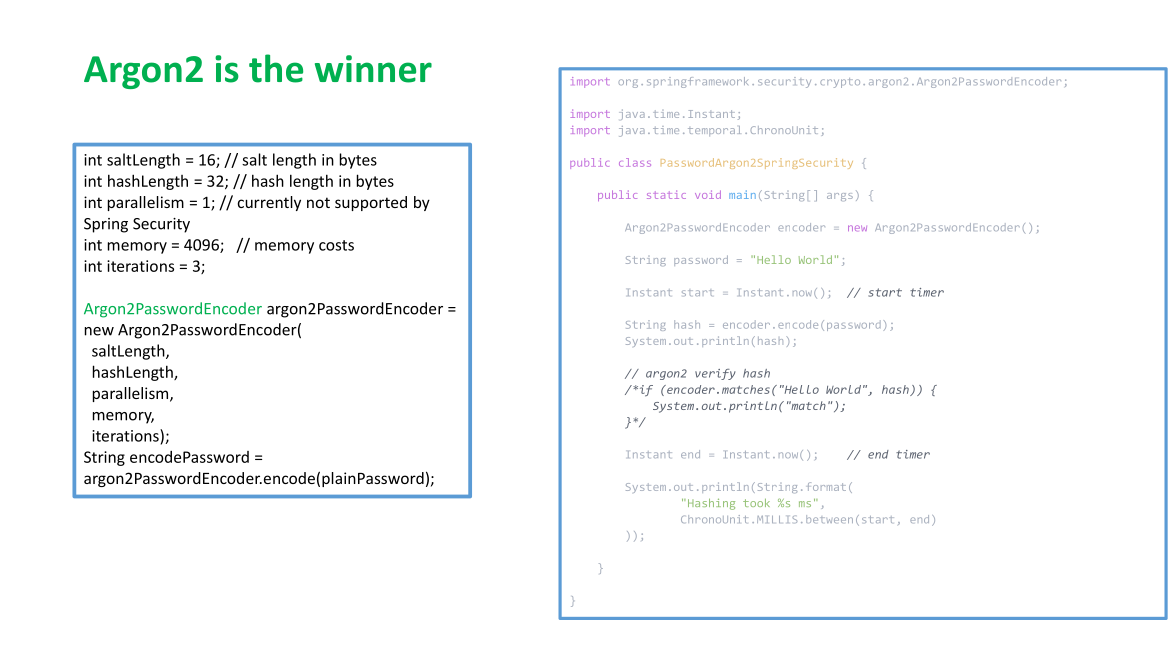 Argon2 is the winner
int saltLength = 16; // salt length in bytes
int hashLength = 32; // hash length in bytes
int parallelism = 1; // currently not supported by
Spring Security
int memory = 4096;   // memory costs
int iterations = 3;
Argon2PasswordEncoder argon2PasswordEncoder =
new Argon2PasswordEncoder(
  saltLength,
  hashLength,
  parallelism,
  memory,
  iterations);
String encodePassword =
argon2PasswordEncoder.encode(plainPassword);
import org.springframework.security.crypto.argon2.Argon2PasswordEncoder;
import java.time.Instant;
import java.time.temporal.ChronoUnit;
public class PasswordArgon2SpringSecurity {
    public static void main(String[] args) {
        Argon2PasswordEncoder encoder = new Argon2PasswordEncoder();
        String password = "Hello World";
        Instant start = Instant.now();  // start timer
        String hash = encoder.encode(password);
        System.out.println(hash);
        // argon2 verify hash
        /*if (encoder.matches("Hello World", hash)) {
            System.out.println("match");
        }*/
        Instant end = Instant.now();    // end timer
        System.out.println(String.format(
                "Hashing took %s ms",
                ChronoUnit.MILLIS.between(start, end)
        ));
    }
}